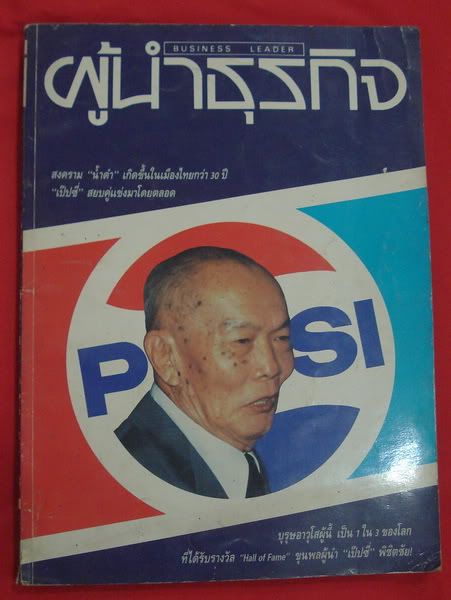 BUSINESS LEADER
ผู้นำธุรกิจ
สงคราม "น้ำดำ" เกิดขึ้นในเมืองไทยกว่า 30 ปี
"เป๊ปซี่" สยบคู่แข่งมาโดยตลอด
P SI
บุรุษอาวุโสผู้นี้ เป็น 1 ใน 3 ของโลก
ที่ได้รับรางวัล "Hall of Fame" ขุนพลผู้นำ "เป๊ปซี่" พิชิตชัย!